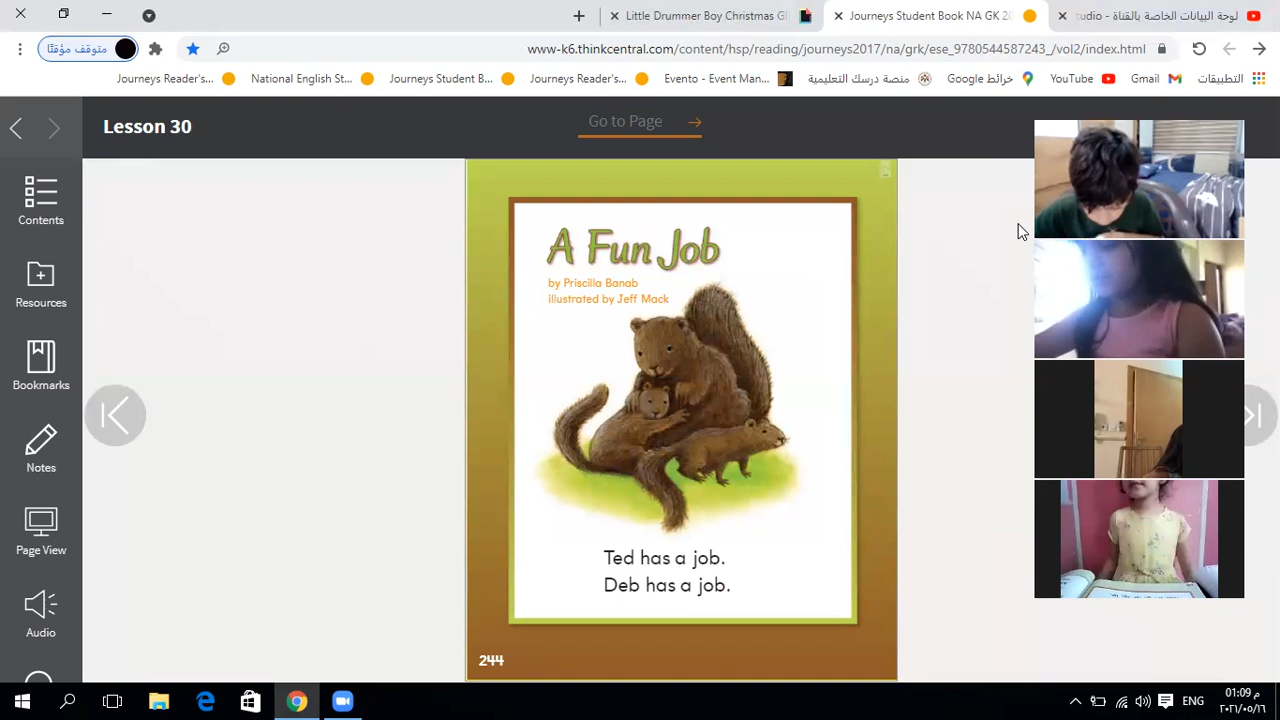 Little Drummer Boy Christmas G
Journeys Student Book NA GK 20
لوحة البيانات الخاصة بالقناة - tudio
متوقف مؤقتًا
www-k6.thinkcentral.com/content/hsp/reading/journeys2017/na/grk/ese_9780544587243_/vol2/index.html
Journeys Reader's...
National English St...
Journeys Student B...
Journeys Reader's...
Evento - Event Man...
منصة درسك التعليمية
خرائط Google
YouTube
Gmail
التطبيقات
Lesson 30
Go to Page
Contents
Resources
Bookmarks
Notes
Page View
Audio
A Fun Job
by Priscilla Banab
illustrated by Jeff Mack
Ted has a job.
Deb has a job.
244
ENG
01:09 م
٢٠٢١/٠٥/١٦